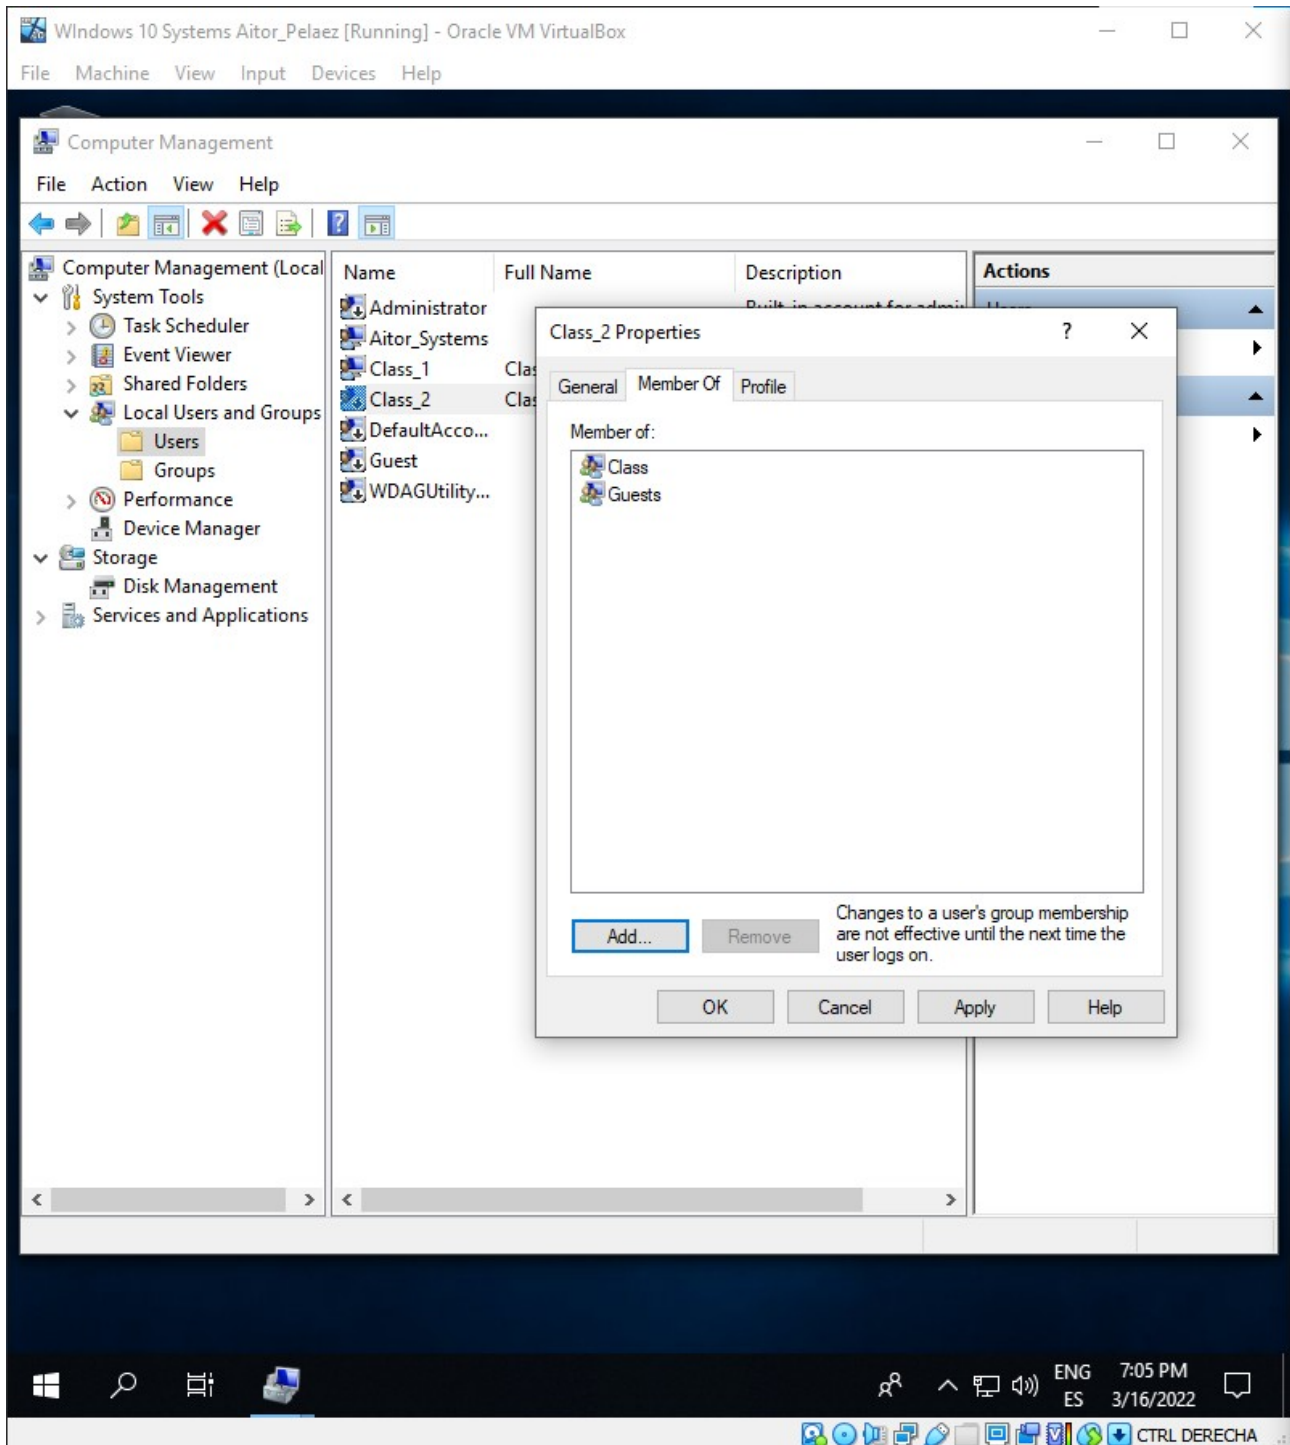 WIndows 10 Systems Aitor_Pelaez [Running] - Oracle VM VirtualBox
File Machine View Input Devices Help
Computer Management
File Action View Help
Computer Management (Local
System Tools
Task Scheduler
Event Viewer
Shared Folders
Local Users and Groups
Users
Groups
Performance
Device Manager
Storage
Disk Management
Services and Applications
Name Full Name Description
Administrator
Aitor_Systems
Class_1 Clas
Class_2 Clas
DefaultAcco...
Guest
WDAGUtility...
Actions
Class_2 Properties ?
General Member Of Profile
Member of:
Class
Guests
Add... Remove
Changes to a user's group membership
are not effective until the next time the
user logs on.
OK Cancel Apply Help
ENG 7:05 PM
ES 3/16/2022
CTRL DERECHA